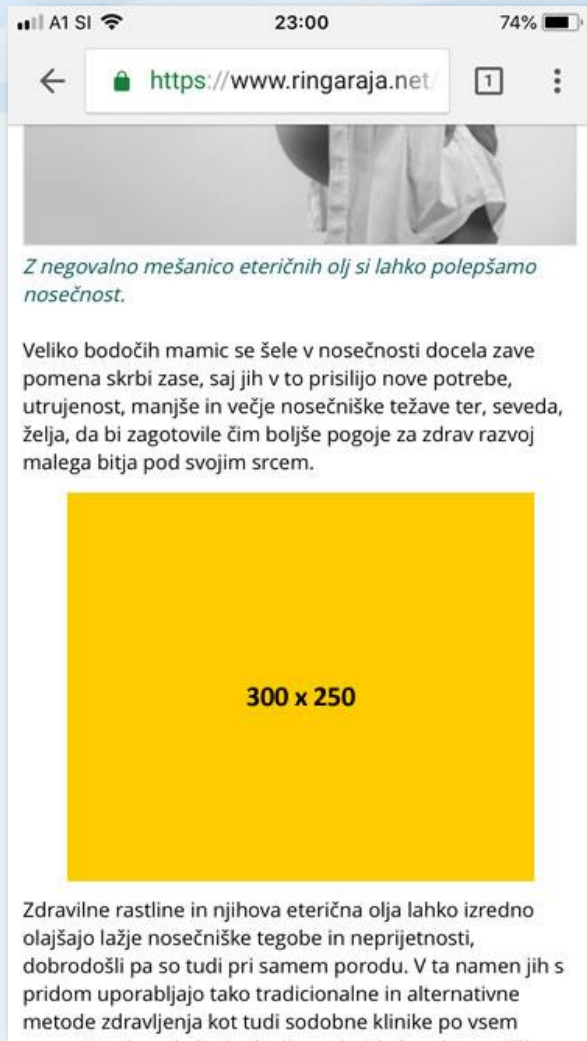 A1 SI 23:00 74%
https://www.ringaraja.net/ 1
Z negovalno mešanico eteričnih olj si lahko polepšamo
nosečnost.
Veliko bodočih mamic se šele v nosečnosti docela zave
pomena skrbi zase, saj jih v to prisilijo nove potrebe,
utrujenost, manjše in večje nosečniške težave ter, seveda,
želja, da bi zagotovile čim boljše pogoje za zdrav razvoj
malega bitja pod svojim srcem.
300 x 250
Zdravilne rastline in njihova eterična olja lahko izredno
olajšajo lažje nosečniške tegobe in neprijetnosti,
dobrodošli pa so tudi pri samem porodu. V ta namen jih s
pridom uporabljajo tako tradicionalne in alternativne
metode zdravljenja kot tudi sodobne klinike po vsem